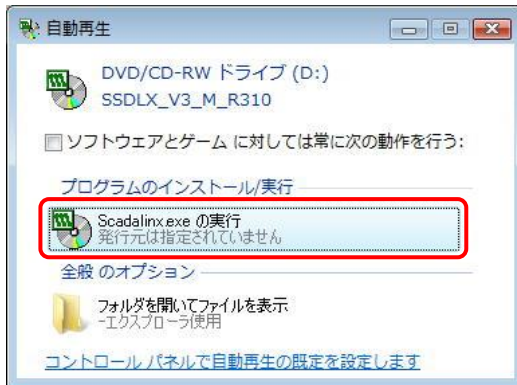 自動再生
DVD/CD-RW ドライブ (D:)
SSDLX_V3_M_R310
ソフトウェアとゲーム に対しては常に次の動作を行う:
プログラムのインストール/実行
Scadalinx.exe の実行
発行元は指定されていません
全般 のオプション
フォルダを開いてファイルを表示
-エクスプローラ使用
コントロール パネルで自動再生の既定を設定します